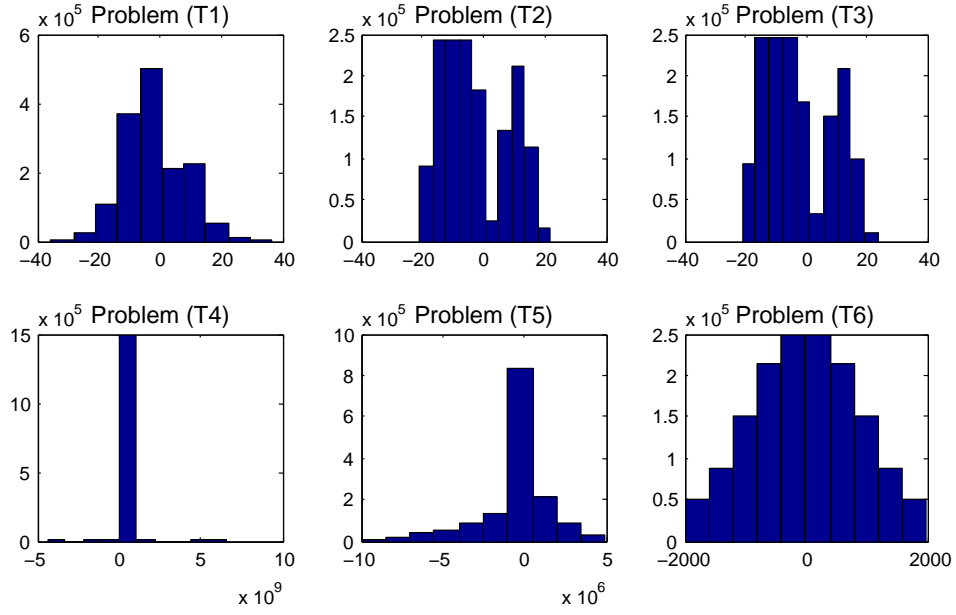 x 10^5 Problem (T1)
6
4
2
0
−40 −20 0 20 40
x 10^5 Problem (T2)
2.5
2
1.5
1
0.5
0
−40 −20 0 20 40
x 10^5 Problem (T3)
2.5
2
1.5
1
0.5
0
−40 −20 0 20 40
x 10^5 Problem (T4)
15
10
5
0
−5 0 5 10
x 10^9
x 10^5 Problem (T5)
10
8
6
4
2
0
−10 −5 0 5
x 10^6
x 10^5 Problem (T6)
2.5
2
1.5
1
0.5
0
−2000 −1000 0 1000 2000